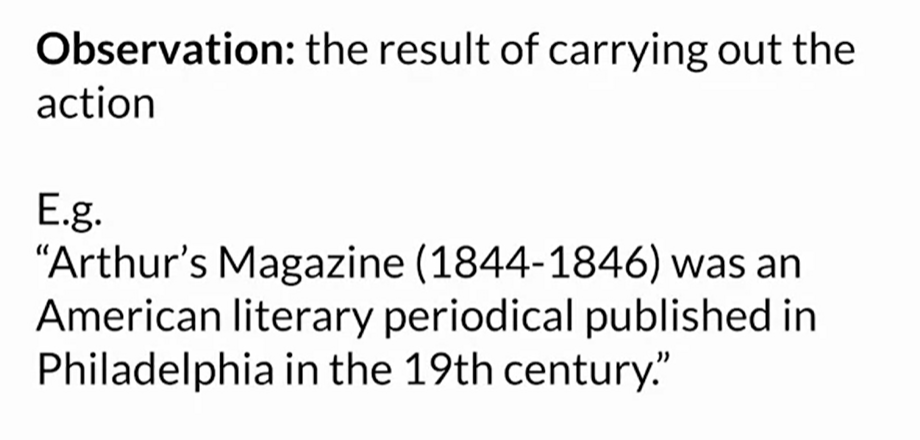 Observation: the result of carrying out the
action
E.g.
“Arthur’s Magazine (1844-1846) was an
American literary periodical published in
Philadelphia in the 19th century.”